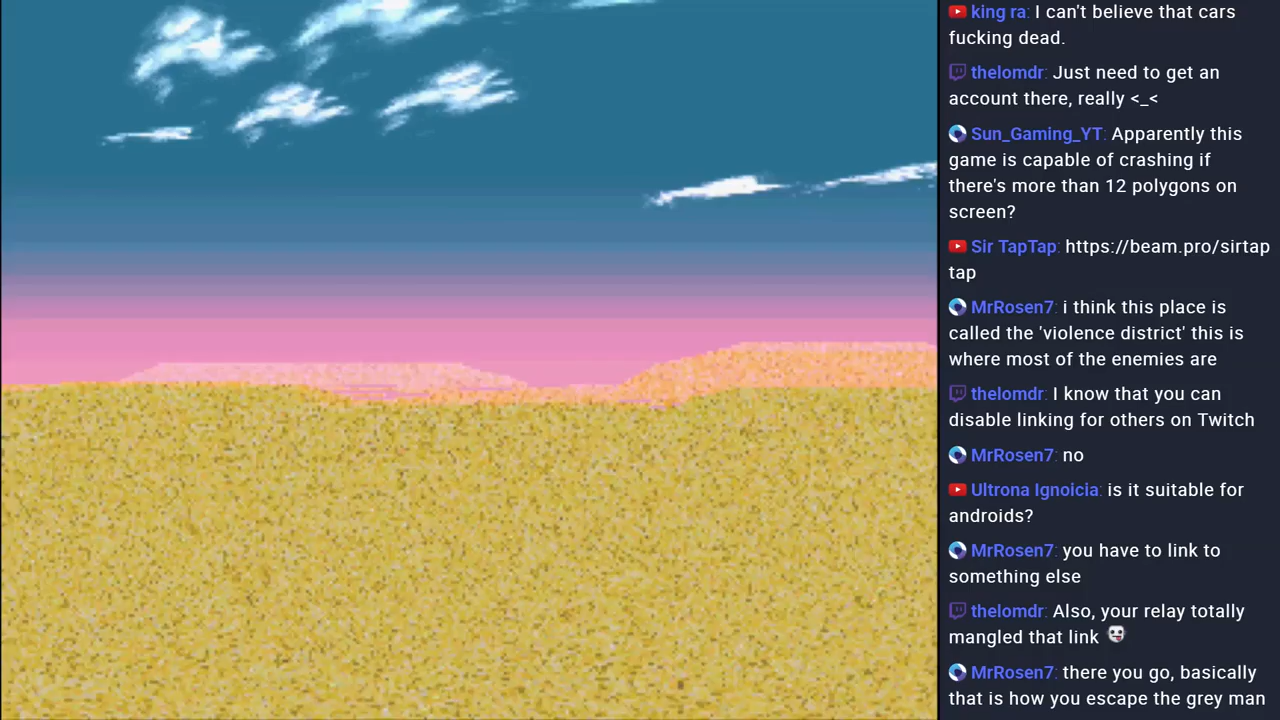 king ra: I can't believe that cars
fucking dead.
thelomdr: Just need to get an
account there, really <_<
Sun_Gaming_YT: Apparently this
game is capable of crashing if
there's more than 12 polygons on
screen?
Sir TapTap: https://beam.pro/sirtap
tap
MrRosen7: i think this place is
called the 'violence district' this is
where most of the enemies are
thelomdr: I know that you can
disable linking for others on Twitch
MrRosen7: no
Ultrona Ignoicia: is it suitable for
androids?
MrRosen7: you have to link to
something else
thelomdr: Also, your relay totally
mangled that link
MrRosen7: there you go, basically
that is how you escape the grey man